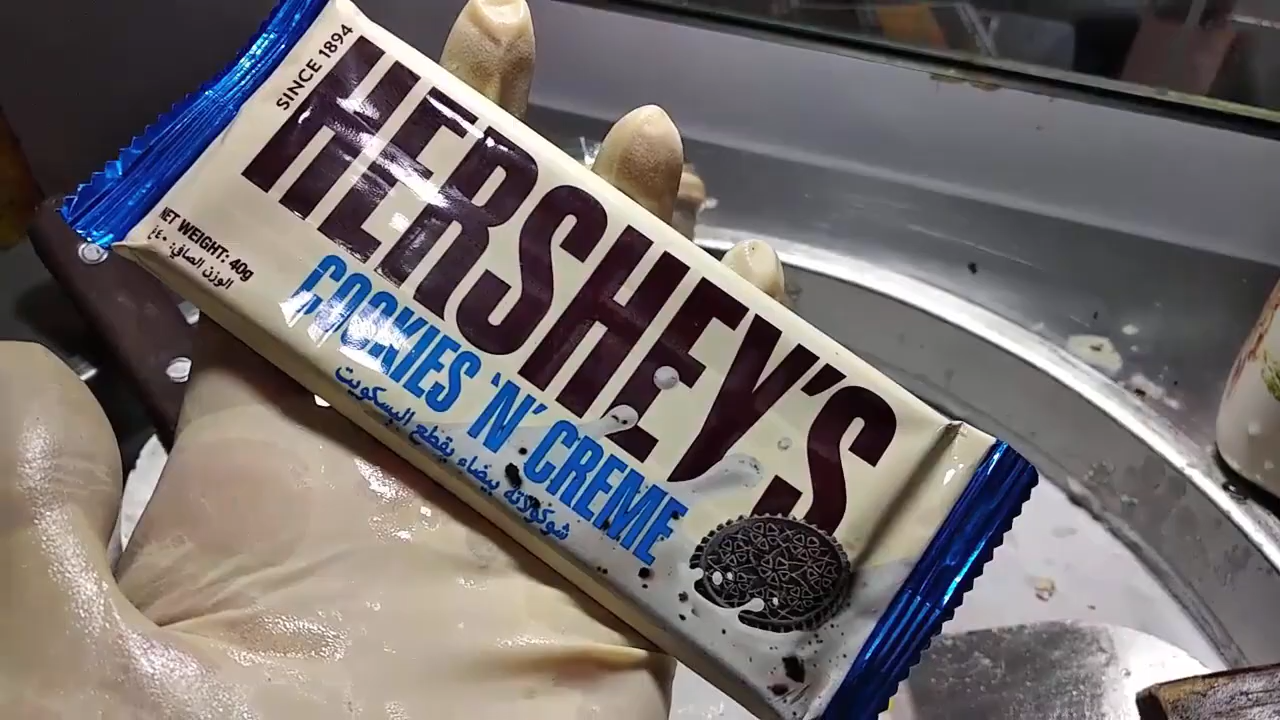 SINCE 1894
HERSHEY'S
COOKIES 'N' CREME
شوكولاتة بيضاء بقطع البسكويت
NET WEIGHT: 40g
الوزن الصافي: ٤٠غ